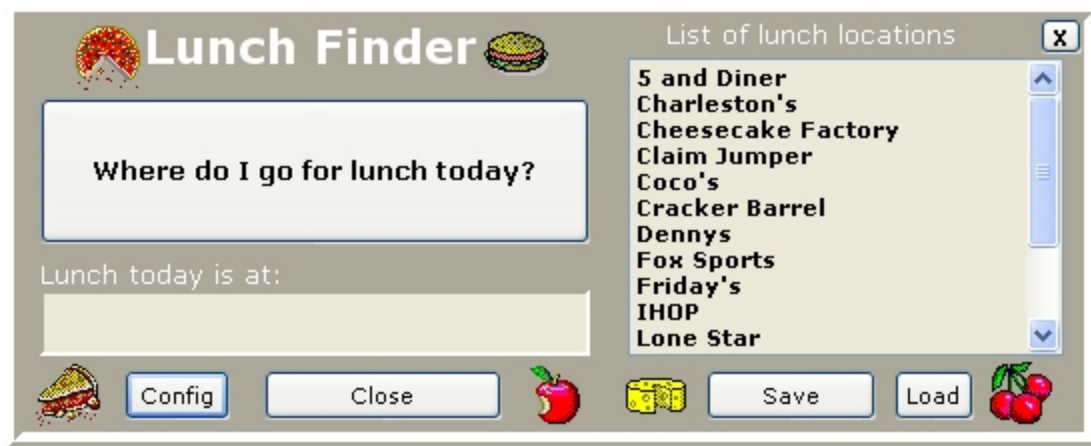 Lunch Finder
Where do I go for lunch today?
Lunch today is at:
Config
Close
List of lunch locations
X
5 and Diner
Charleston's
Cheesecake Factory
Claim Jumper
Coco's
Cracker Barrel
Dennys
Fox Sports
Friday's
IHOP
Lone Star
Save
Load